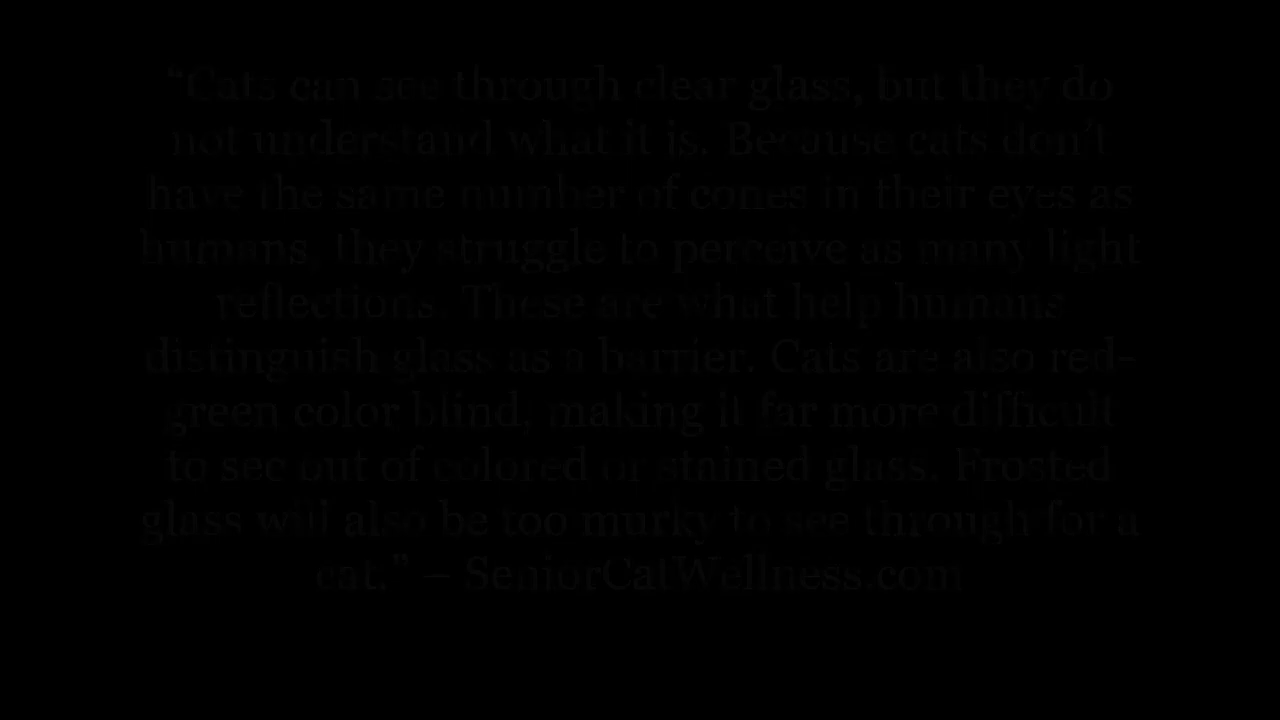 “Cats can see through clear glass, but they do
not understand what it is. Because cats don’t
have the same number of cones in their eyes as
humans, they struggle to perceive as many light
reflections. These are what help humans
distinguish glass as a barrier. Cats are also red-
green color blind, making it far more difficult
to see out of colored or stained glass. Frosted
glass will also be too murky to see through for a
cat.” – SeniorCatWellness.com